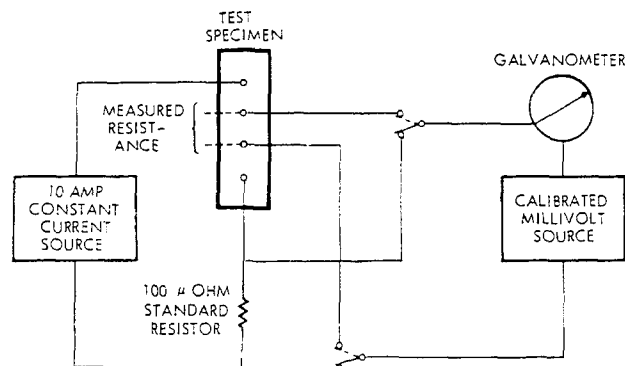 TEST
SPECIMEN
GALVANOMETER
MEASURED
RESIST-
ANCE
10 AMP
CONSTANT
CURRENT
SOURCE
CALIBRATED
MILLIVOLT
SOURCE
100 μ OHM
STANDARD
RESISTOR